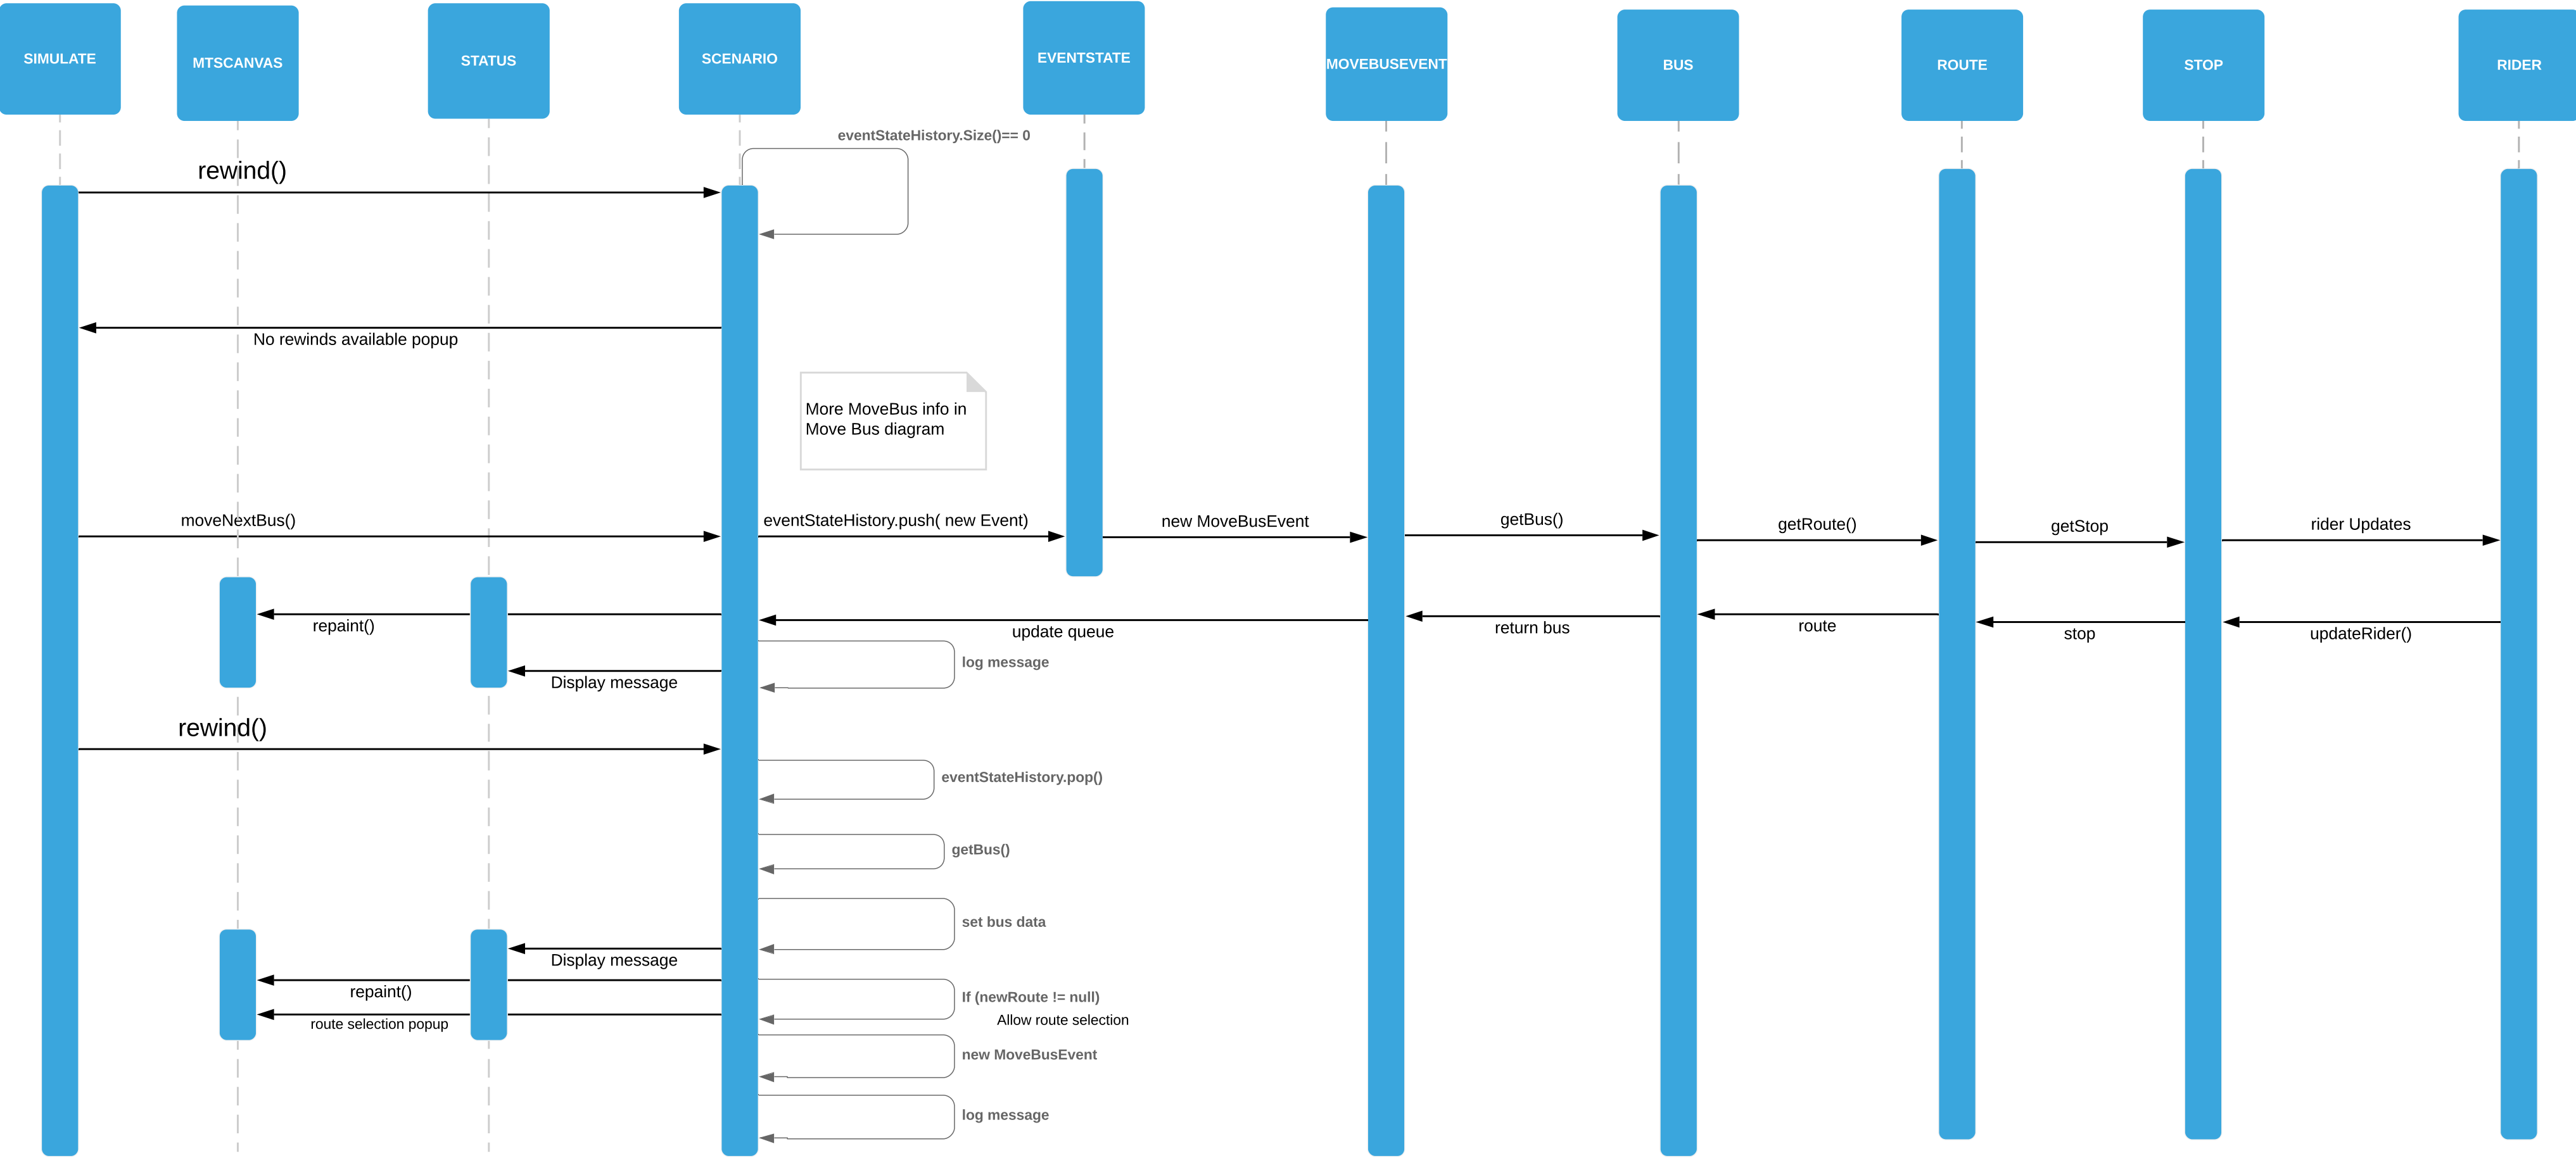 SIMULATE
MTSCANVAS
STATUS
SCENARIO
EVENTSTATE
MOVEBUSEVENT
BUS
ROUTE
STOP
RIDER
eventStateHistory.Size()== 0
rewind()
No rewinds available popup
More MoveBus info in
Move Bus diagram
moveNextBus()
eventStateHistory.push( new Event)
new MoveBusEvent
getBus()
getRoute()
getStop
rider Updates
repaint()
update queue
return bus
route
stop
updateRider()
log message
Display message
rewind()
eventStateHistory.pop()
getBus()
set bus data
Display message
repaint()
If (newRoute != null)
Allow route selection
route selection popup
new MoveBusEvent
log message